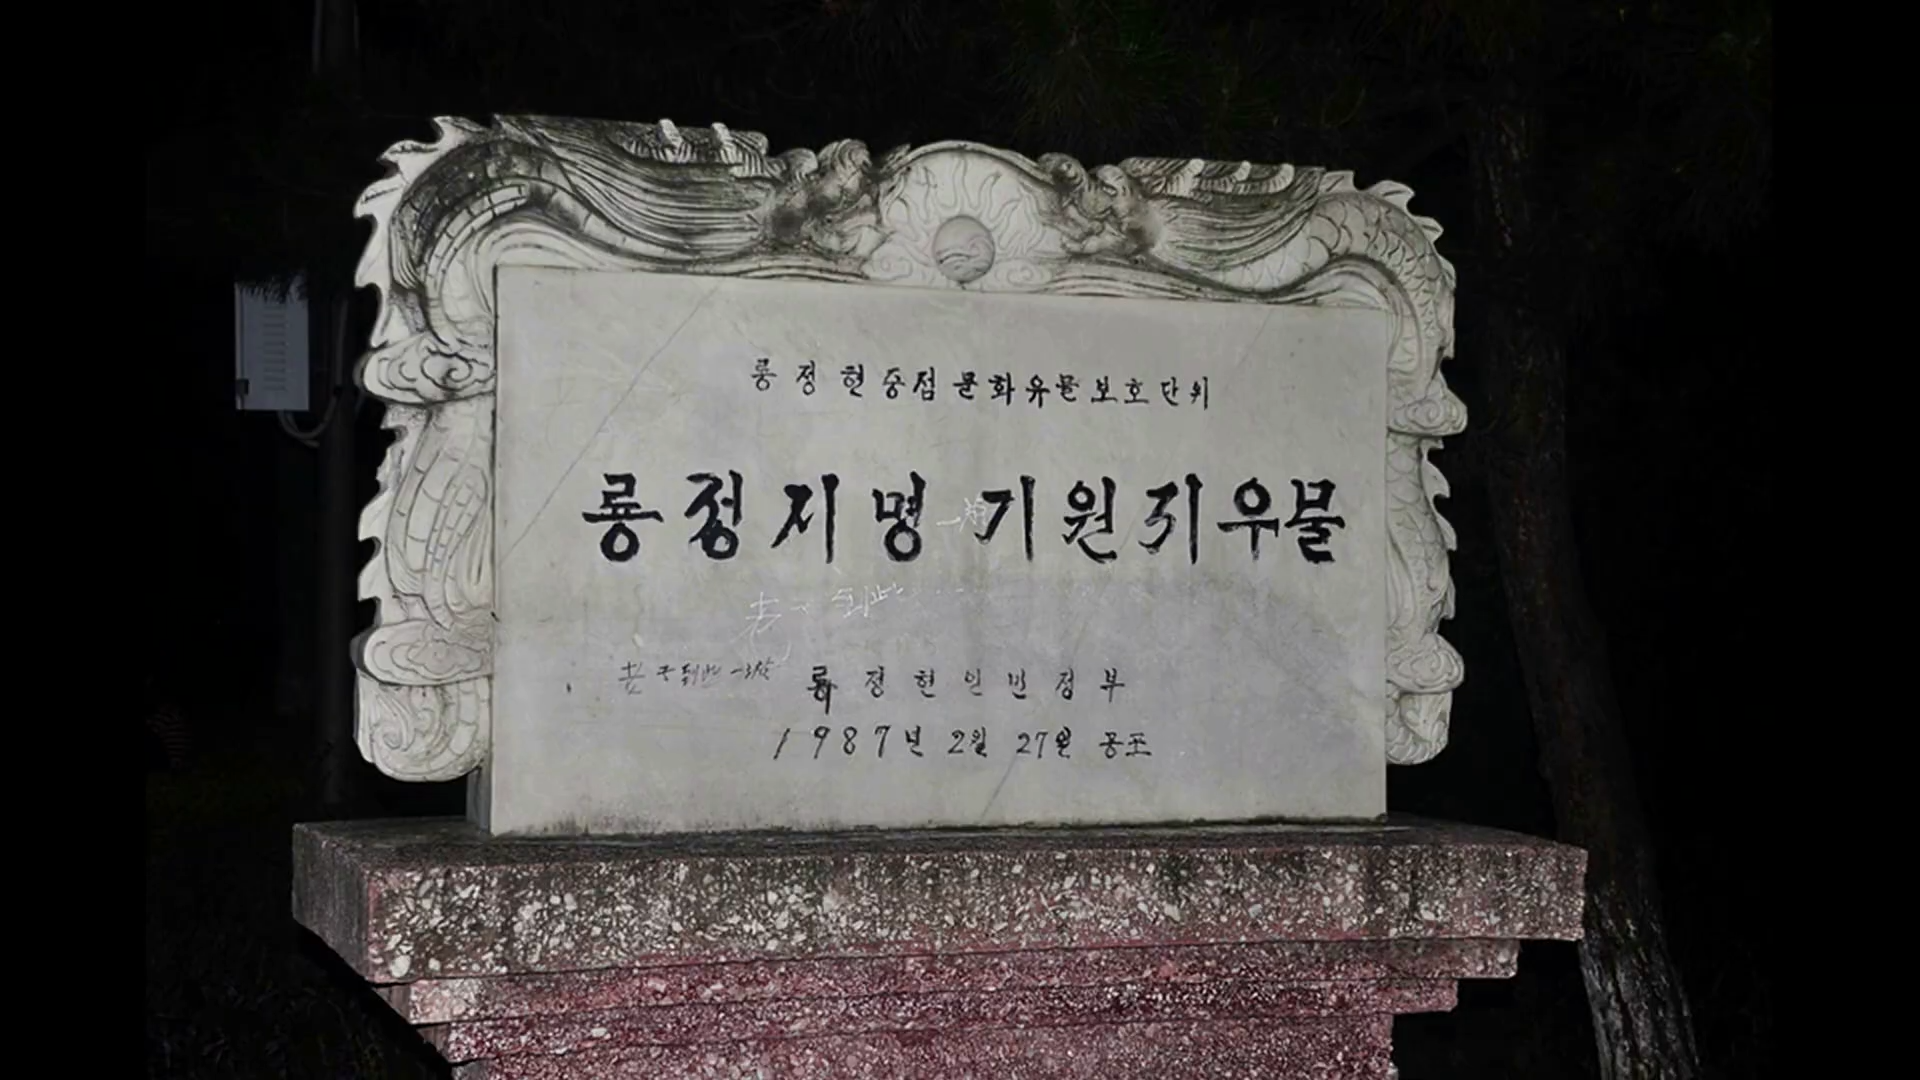 룡정현중점문화유물보호단위
룡정지명 기원지우물
룡정현인민정부
1987년 2월 27일 공포